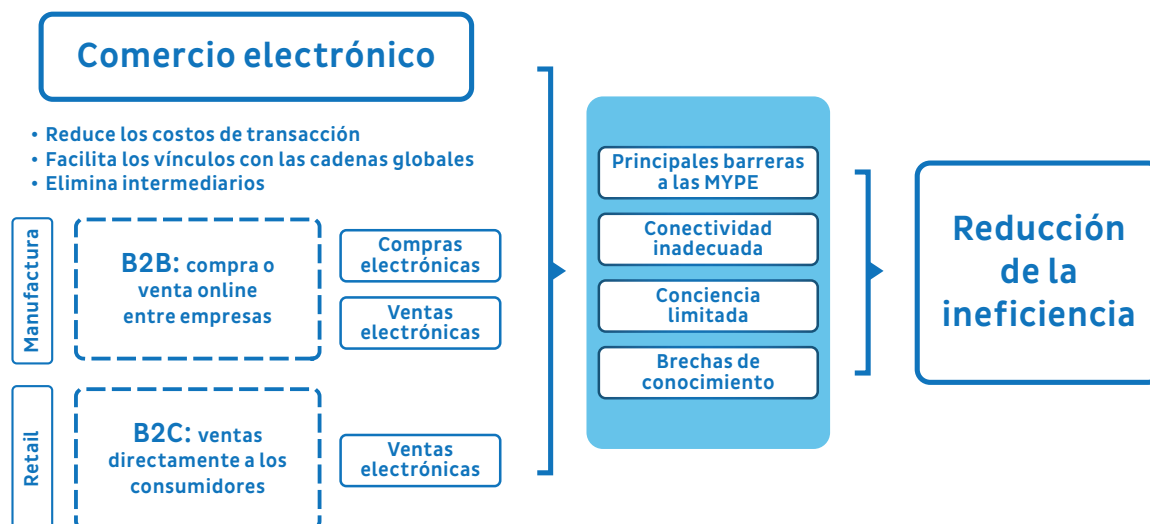 Comercio electrónico
• Reduce los costos de transacción
• Facilita los vínculos con las cadenas globales
• Elimina intermediarios
Manufactura
B2B: compra o
venta online
entre empresas
Compras
electrónicas
Ventas
electrónicas
Retail
B2C: ventas
directamente a los
consumidores
Ventas
electrónicas
Principales barreras
a las MYPE
Conectividad
inadecuada
Conciencia
limitada
Brechas de
conocimiento
Reducción
de la
ineficiencia